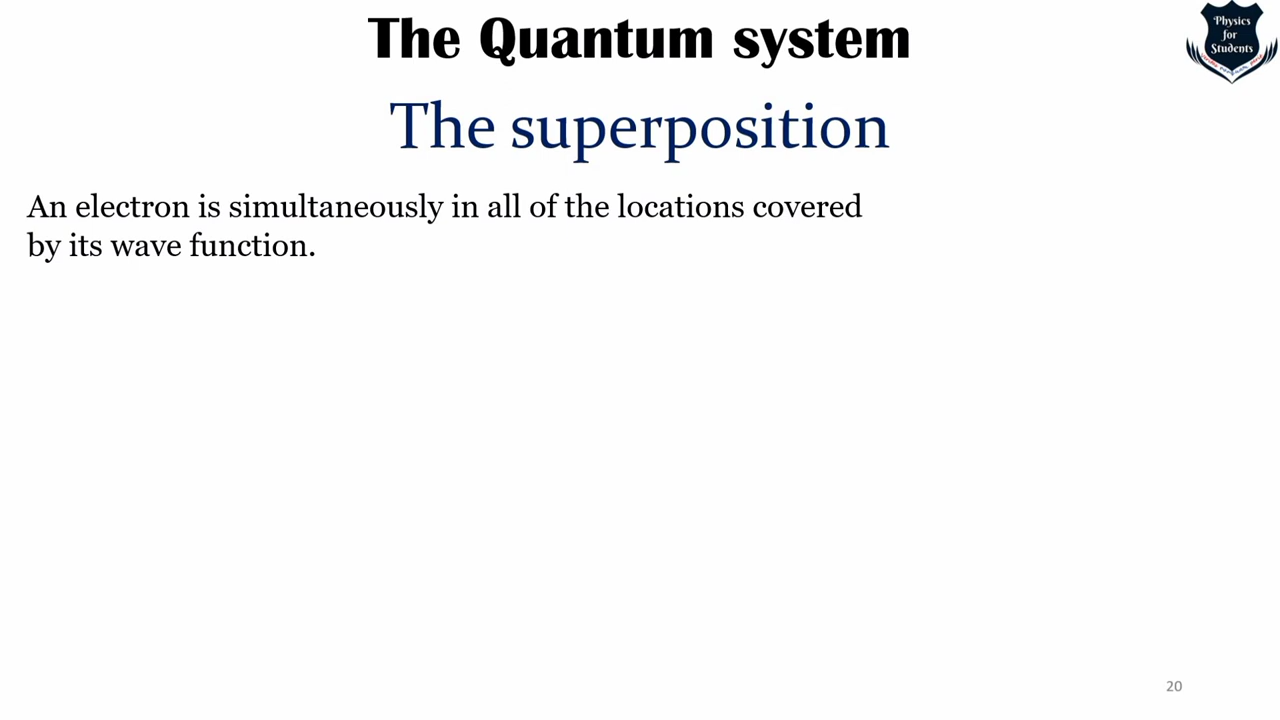 The Quantum system
Physics
for
Students
The superposition
An electron is simultaneously in all of the locations covered
by its wave function.
20